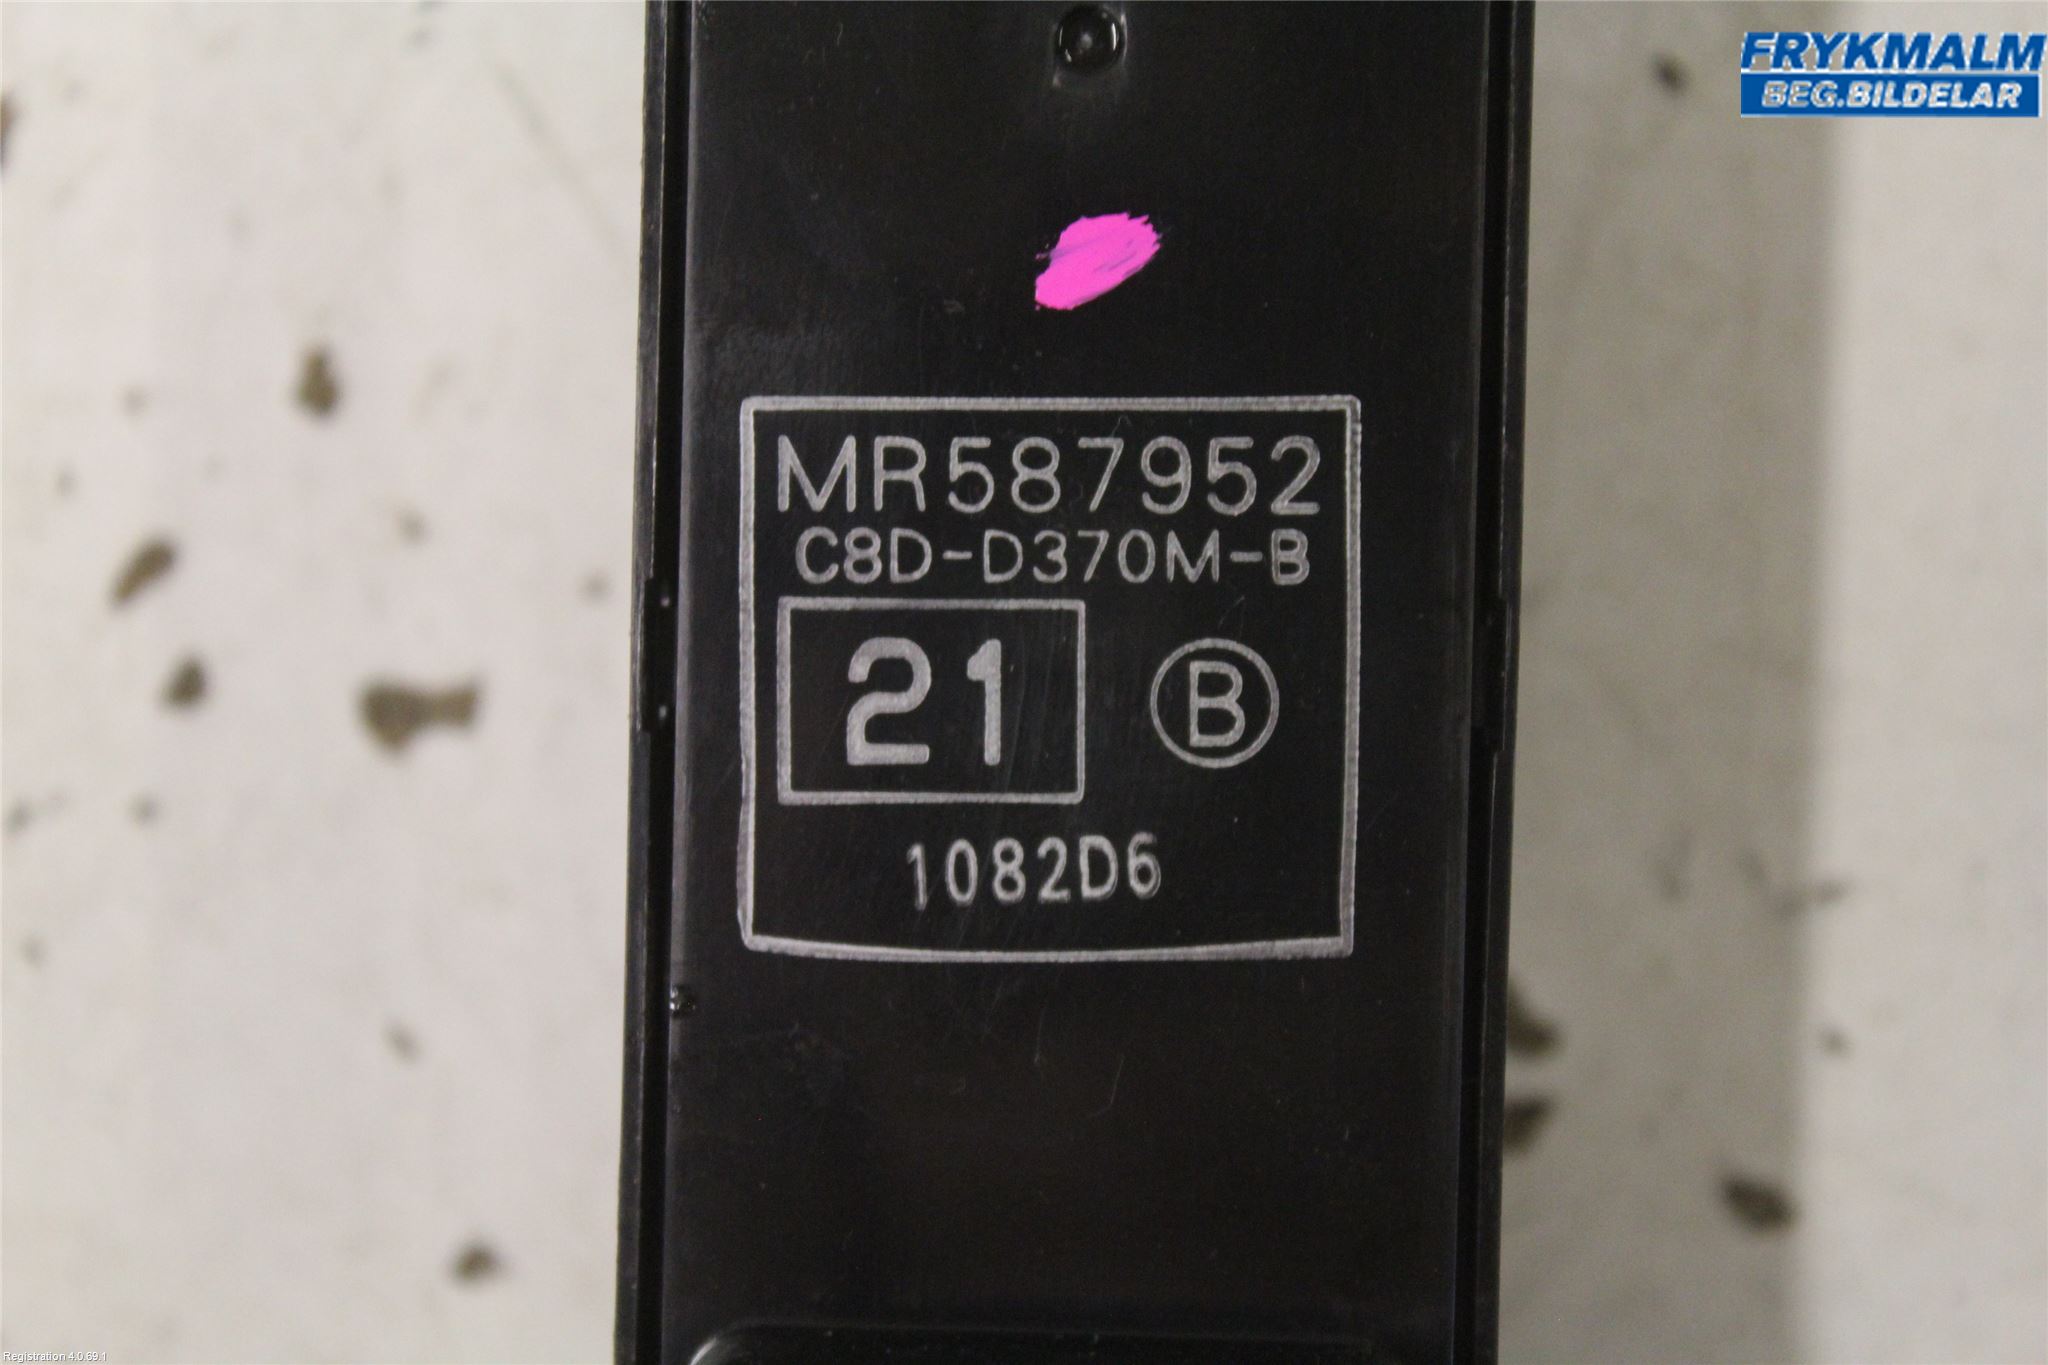 FRYKMALM
BEG.BILDELAR
MR587952
C8D-D370M-B
21 B
1082D6
Registration 4.0.69.1